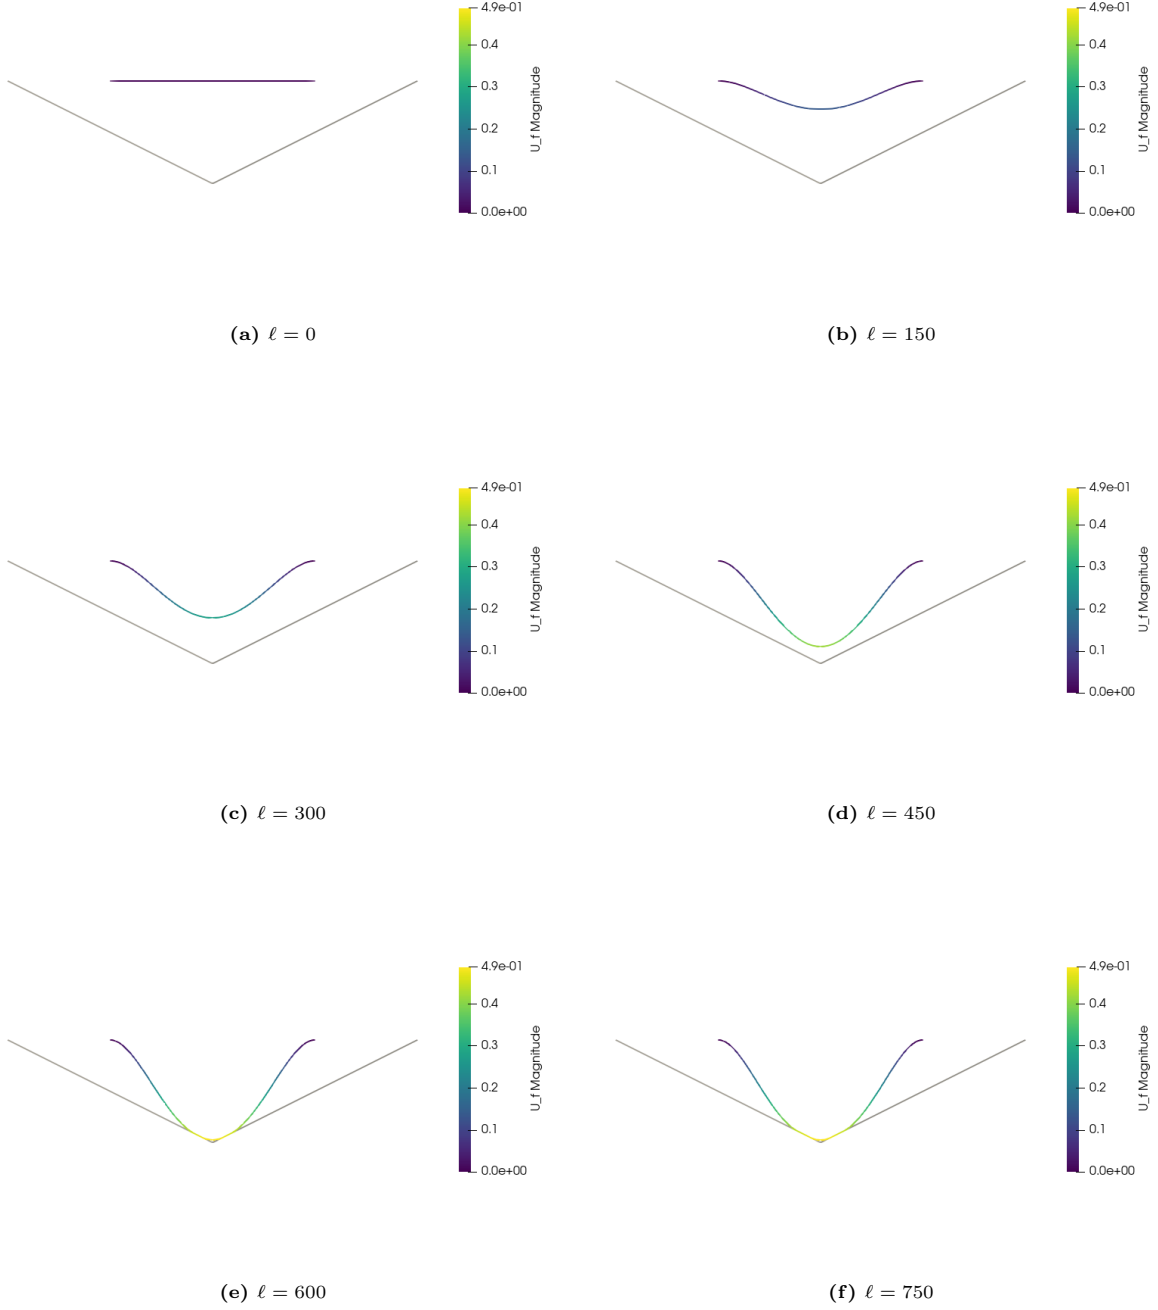 4.9e-01
0.4
0.3
0.2
0.1
0.0e+00
U_f Magnitude
(a) ℓ = 0
4.9e-01
0.4
0.3
0.2
0.1
0.0e+00
U_f Magnitude
(b) ℓ = 150
4.9e-01
0.4
0.3
0.2
0.1
0.0e+00
U_f Magnitude
(c) ℓ = 300
4.9e-01
0.4
0.3
0.2
0.1
0.0e+00
U_f Magnitude
(d) ℓ = 450
4.9e-01
0.4
0.3
0.2
0.1
0.0e+00
U_f Magnitude
(e) ℓ = 600
4.9e-01
0.4
0.3
0.2
0.1
0.0e+00
U_f Magnitude
(f) ℓ = 750